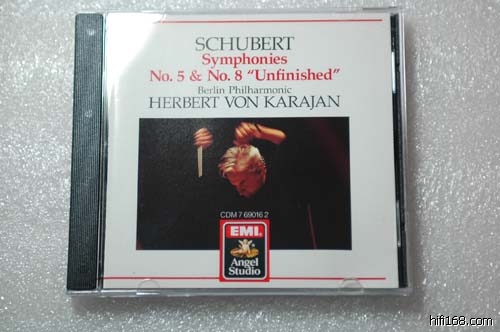 SCHUBERT
Symphonies
No. 5 & No. 8 "Unfinished"
Berlin Philharmonic
HERBERT VON KARAJAN
CDM 7 69016 2
EMI
Angel
Studio
hifi168.com